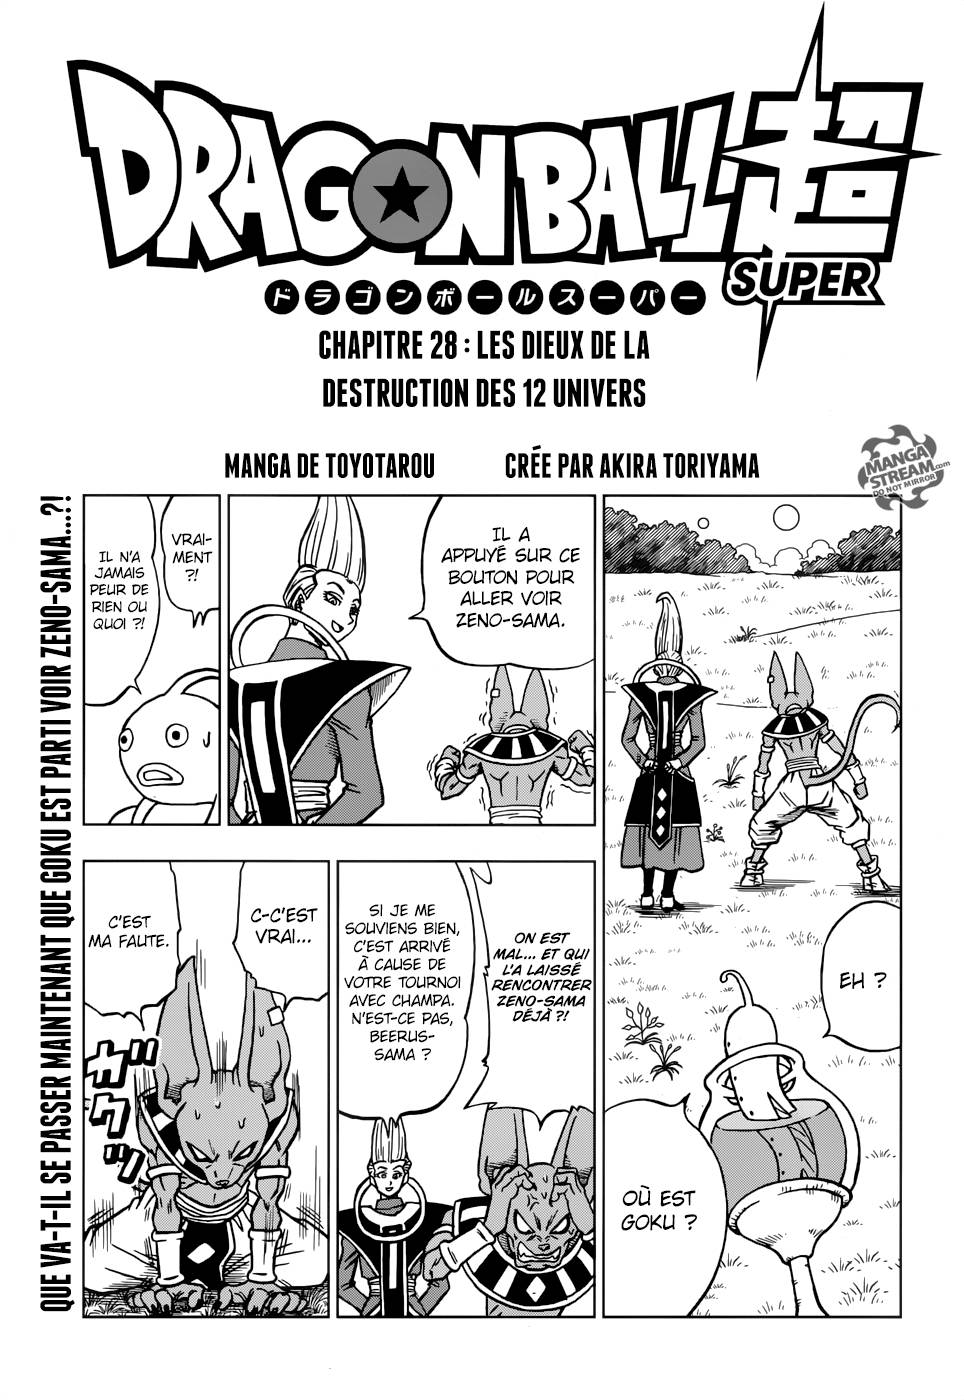 DRAGON BALL 超
SUPER
ドラゴンボールスーパー
CHAPITRE 28 : LES DIEUX DE LA
DESTRUCTION DES 12 UNIVERS
MANGA DE TOYOTAROU
CRÉE PAR AKIRA TORIYAMA
MANGA
STREAM.com
DO NOT MIRROR
QUE VA-T-IL SE PASSER MAINTENANT QUE GOKU EST PARTI VOIR ZENO-SAMA...?!
EH ?
OÙ EST
GOKU ?
IL A
APPUYÉ SUR CE
BOUTON POUR
ALLER VOIR
ZENO-SAMA.
VRAI-
MENT
?!
IL N'A
JAMAIS
PEUR DE
RIEN OU
QUOI ?!
ON EST
MAL... ET QUI
L'A LAISSÉ
RENCONTRER
ZENO-SAMA
DÉJÀ ?!
SI JE ME
SOUVIENS BIEN,
C'EST ARRIVÉ
À CAUSE DE
VOTRE TOURNOI
AVEC CHAMPA.
N'EST-CE PAS,
BEERUS-
SAMA ?
C-C'EST
VRAI...
C'EST
MA FAUTE.
ガクッ